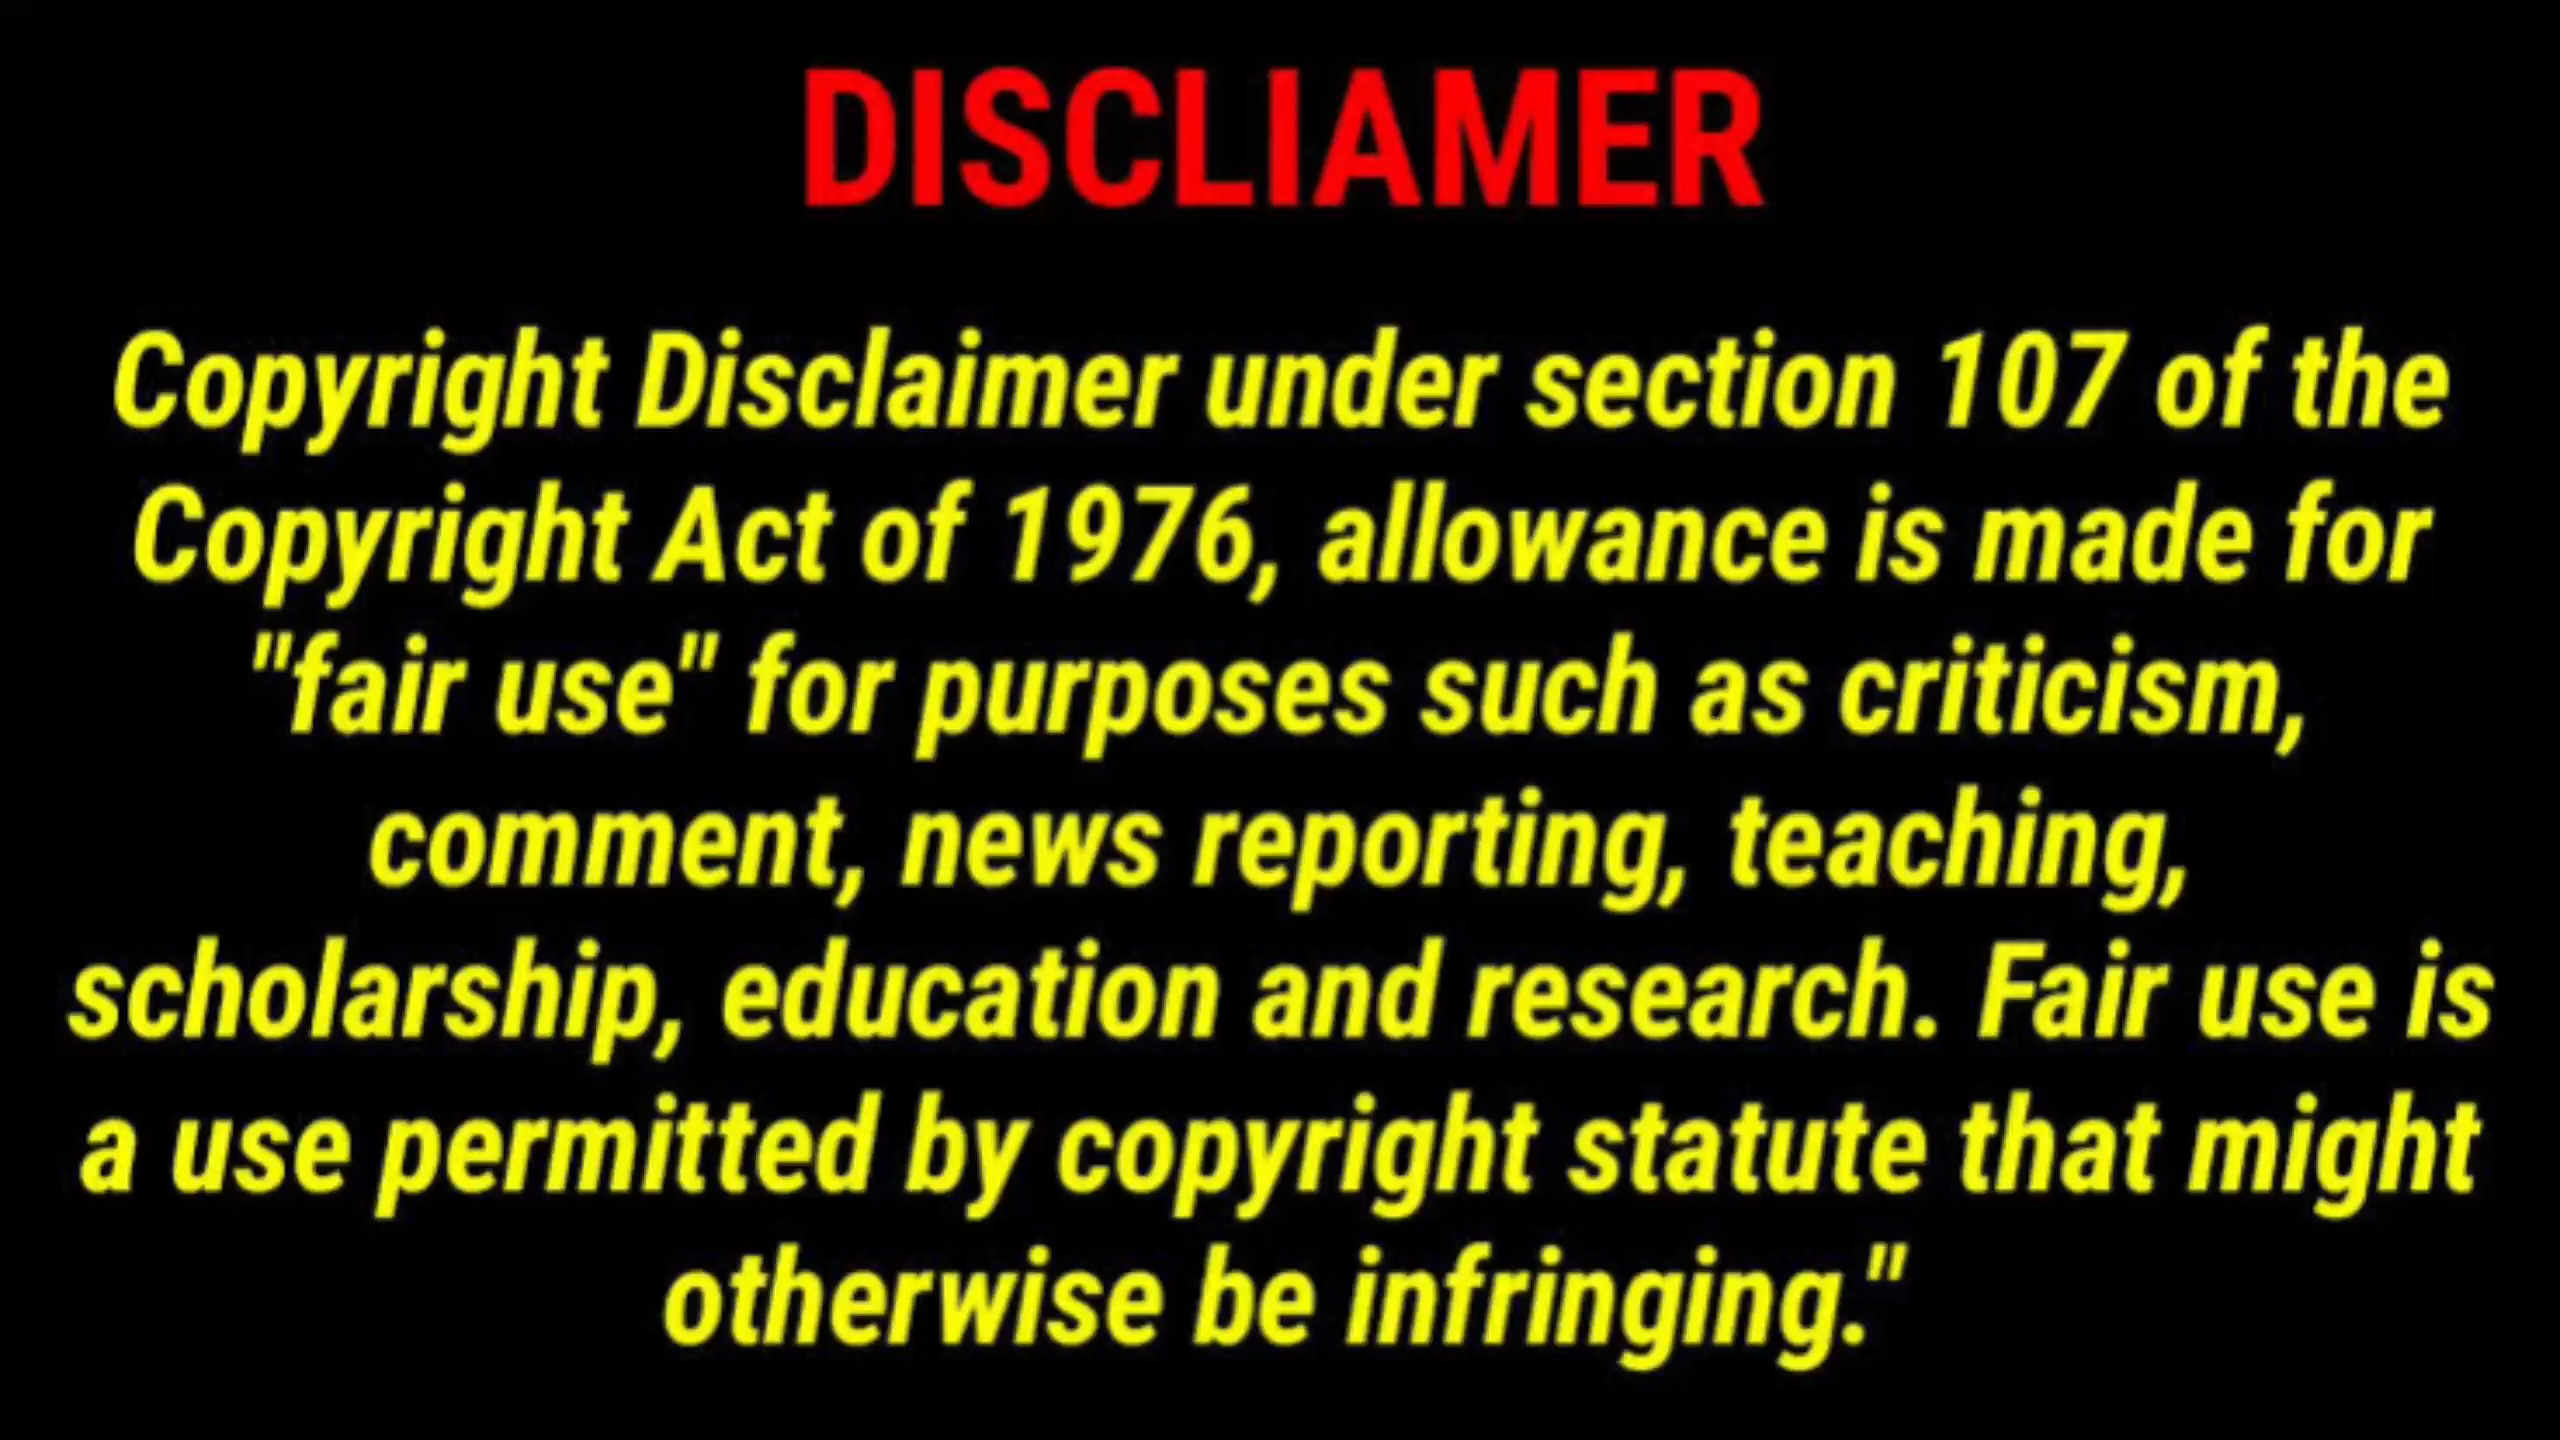 DISCLIAMER
Copyright Disclaimer under section 107 of the
Copyright Act of 1976, allowance is made for
"fair use" for purposes such as criticism,
comment, news reporting, teaching,
scholarship, education and research. Fair use is
a use permitted by copyright statute that might
otherwise be infringing."